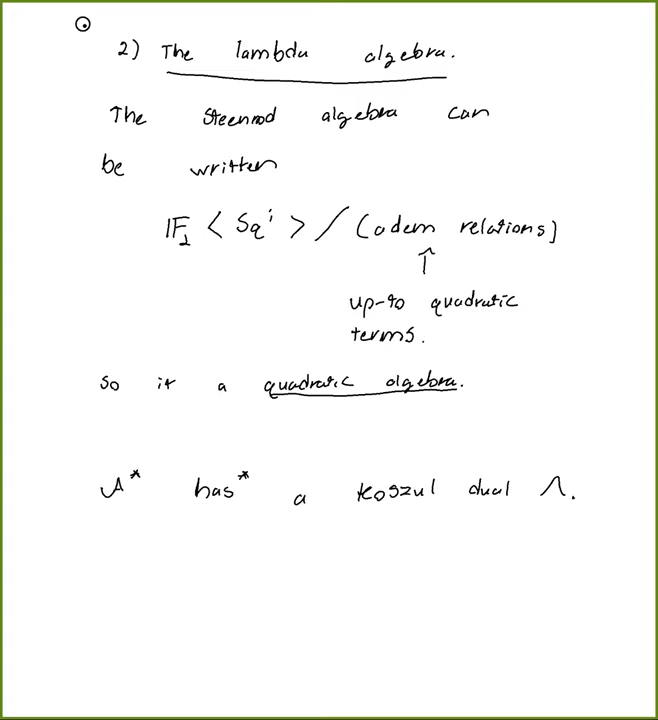 2) The lambda algebra.
The Steenrod algebra can
be written
𝔽₂ < Sqⁱ > / (adem relations)
↑
up-to quadratic
terms.
So it a quadratic algebra.
A* has* a Koszul dual Λ.